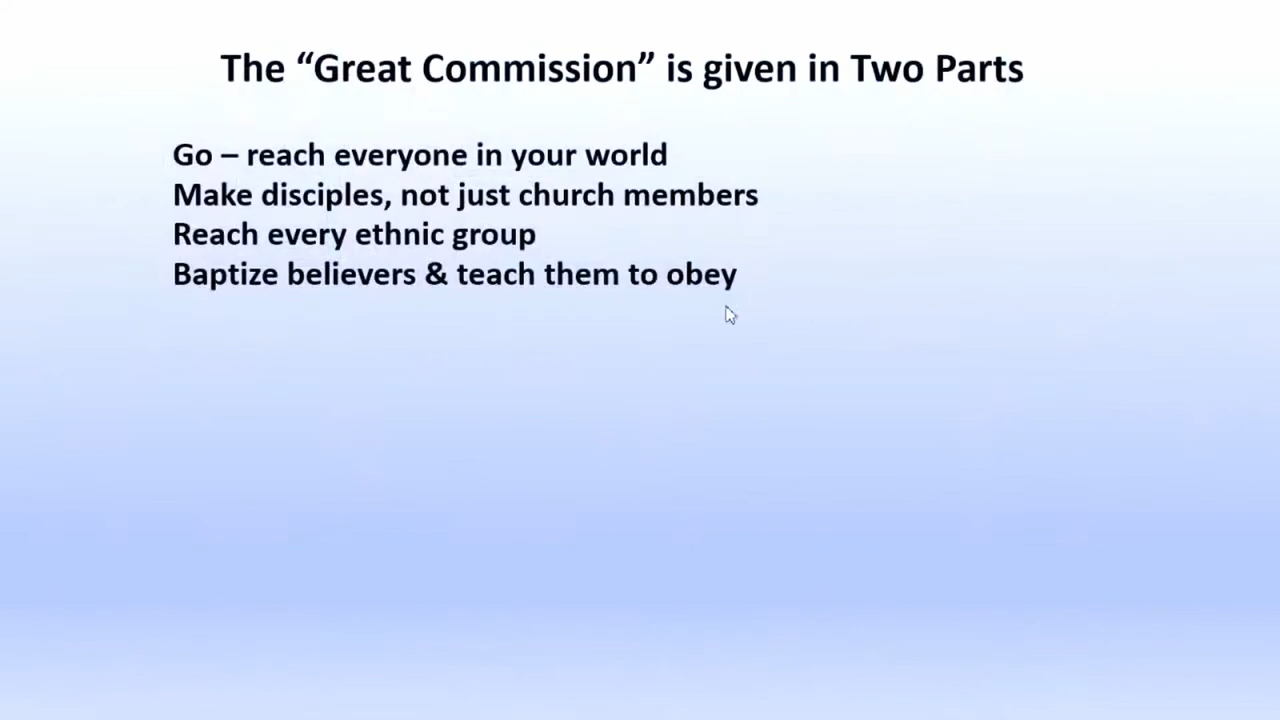 The “Great Commission” is given in Two Parts
Go – reach everyone in your world
Make disciples, not just church members
Reach every ethnic group
Baptize believers & teach them to obey